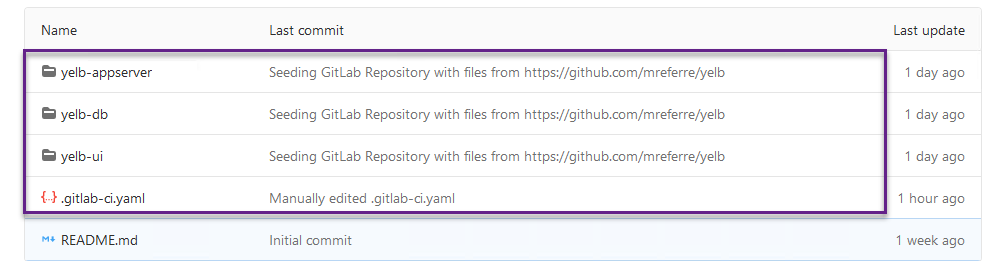 Name Last commit Last update
yelb-appserver Seeding GitLab Repository with files from https://github.com/mreferre/yelb 1 day ago
yelb-db Seeding GitLab Repository with files from https://github.com/mreferre/yelb 1 day ago
yelb-ui Seeding GitLab Repository with files from https://github.com/mreferre/yelb 1 day ago
{··} .gitlab-ci.yaml Manually edited .gitlab-ci.yaml 1 hour ago
M↓ README.md Initial commit 1 week ago